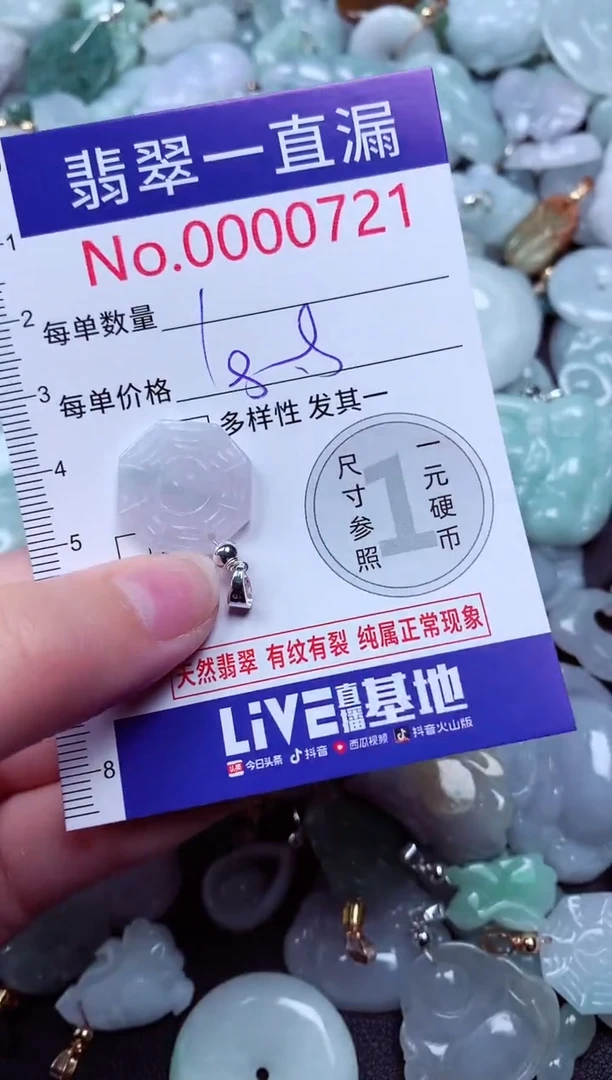 翡翠一直漏
No.0000721
1
2
每单数量
3
每单价格
多样性 发其一
4
5
尺寸参照
1
一元硬币
天然翡翠 有纹有裂 纯属正常现象
LiVE直播基地
头条 今日头条 抖音 西瓜视频 抖音火山版
8